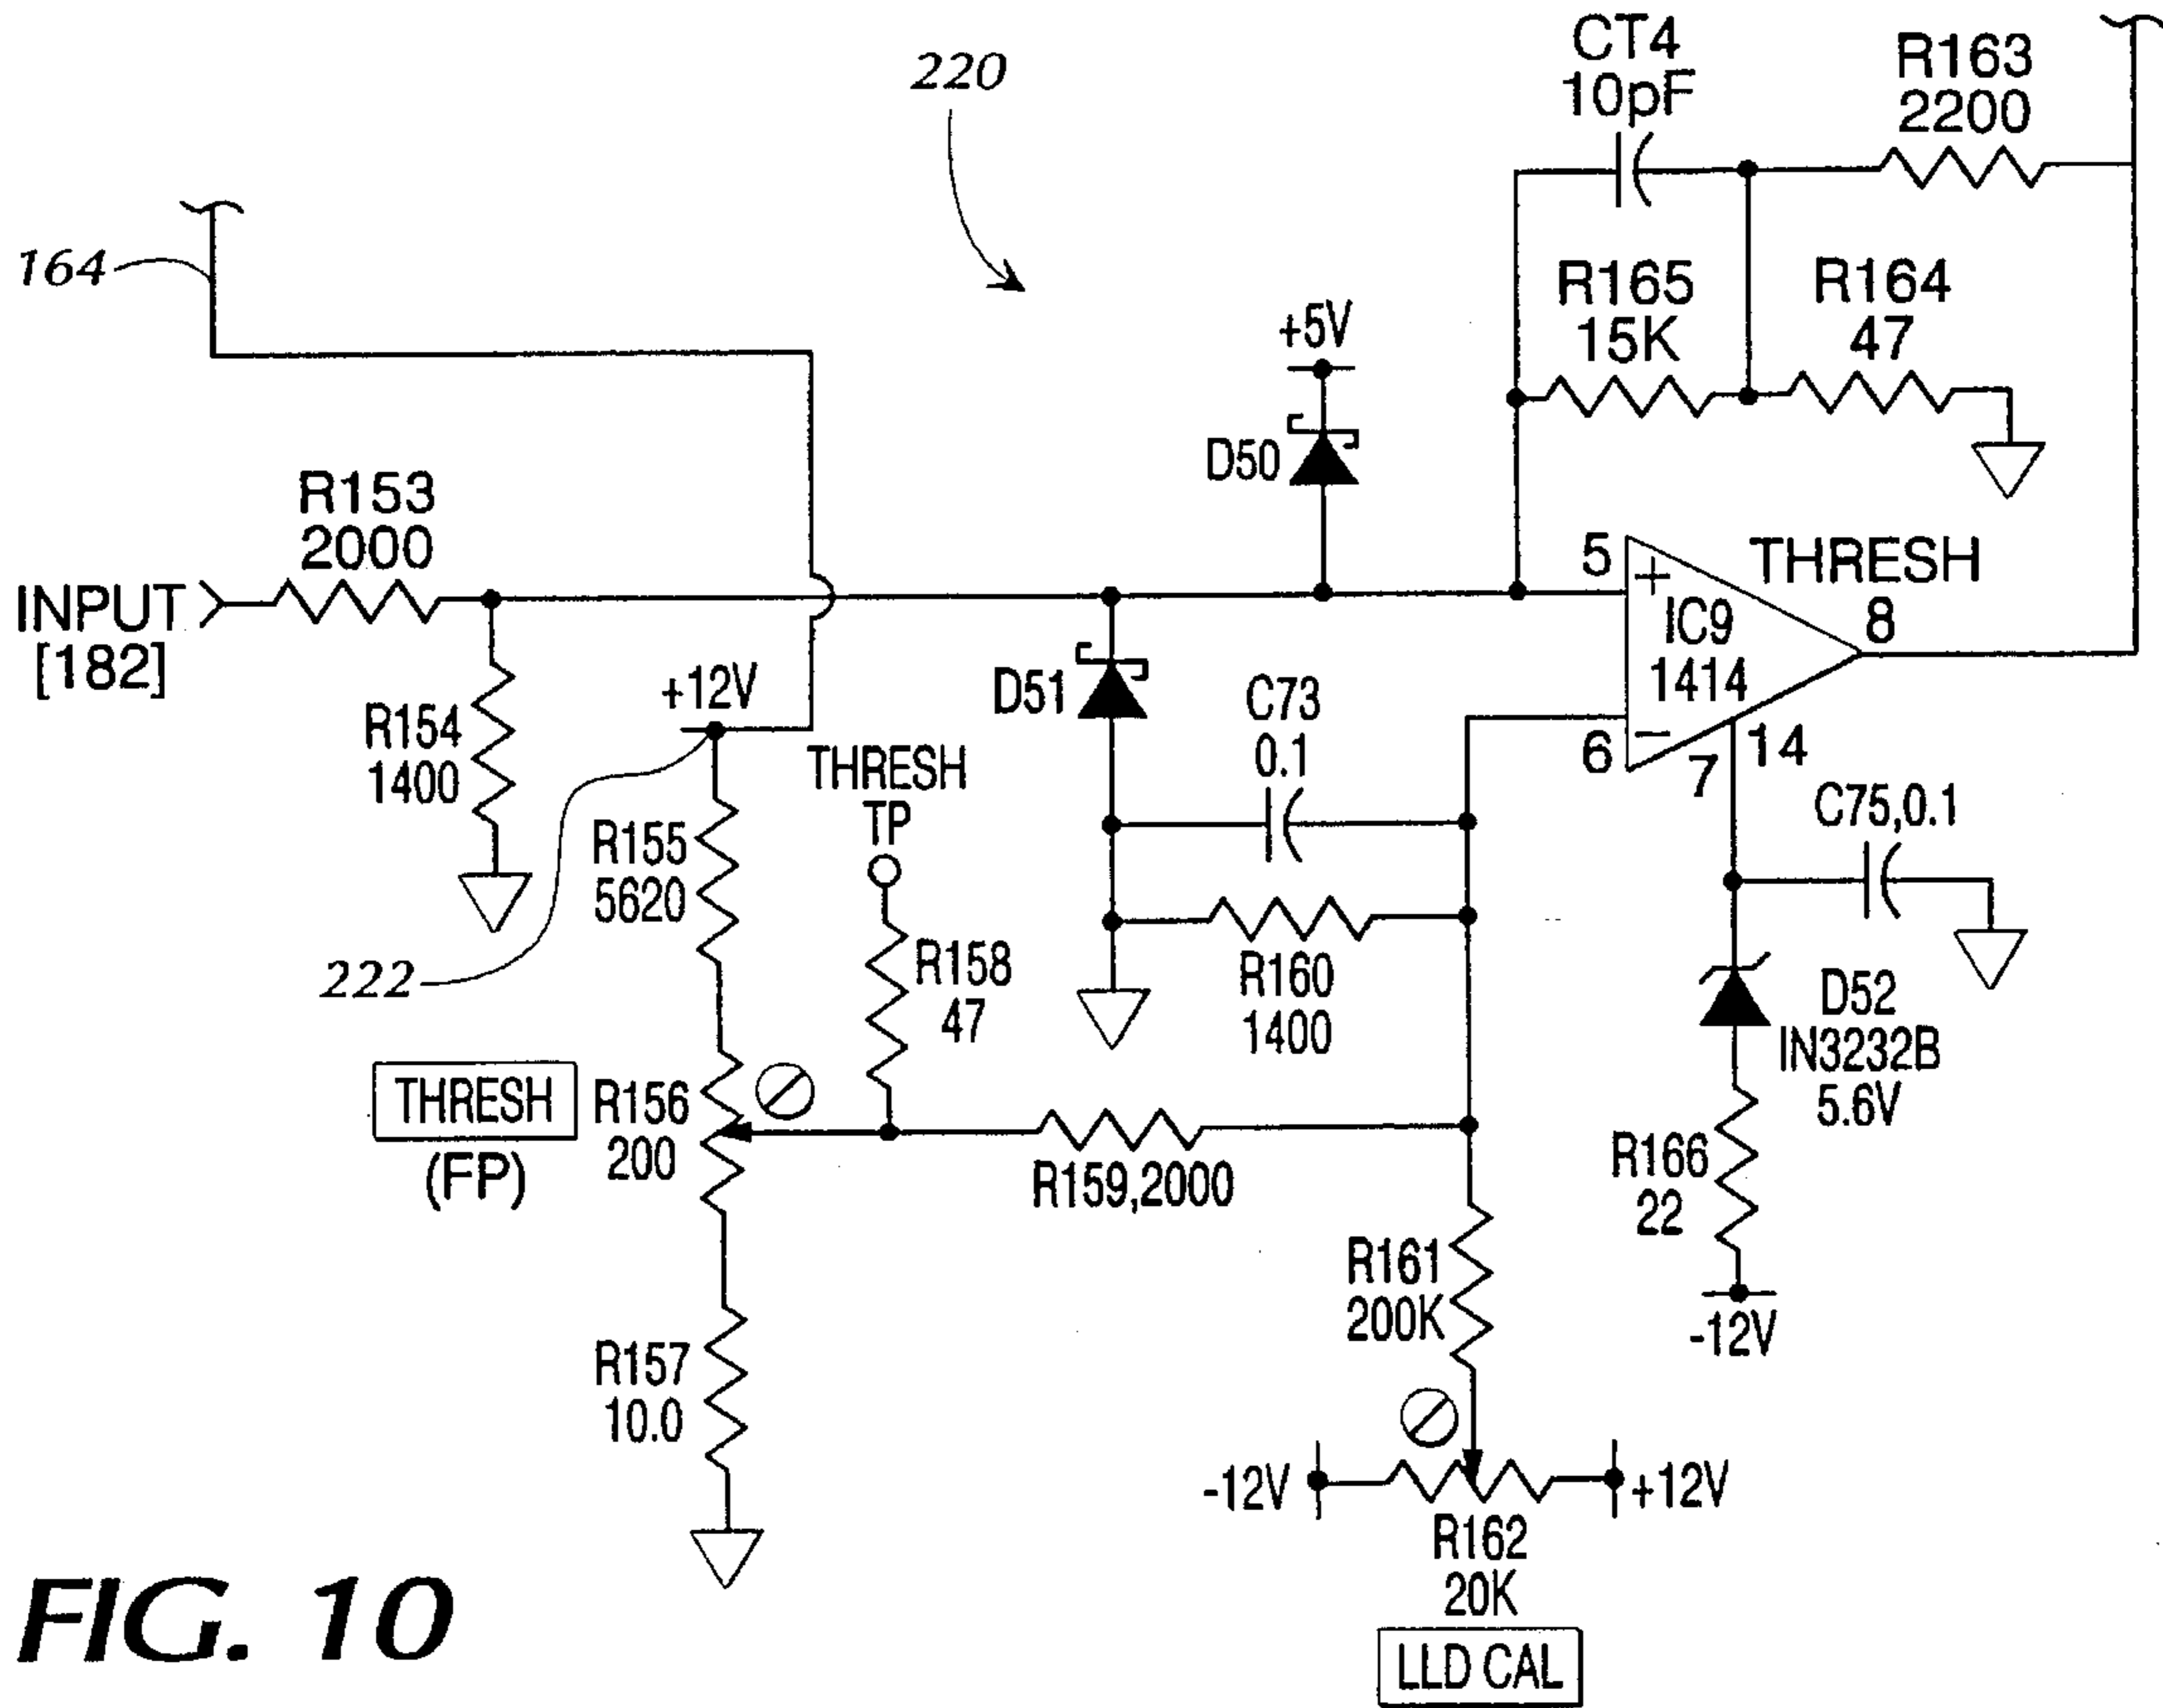 220
CT4
10pF
R163
2200
164
R165
15K
R164
47
+5V
D50
R153
2000
INPUT
[182]
5
+
THRESH
IC9
1414
8
6
−
7
14
R154
1400
+12V
D51
C73
0.1
THRESH
TP
C75,0.1
R155
5620
R158
47
R160
1400
222
D52
IN3232B
5.6V
THRESH
(FP)
R156
200
R159,2000
R166
22
R161
200K
-12V
R157
10.0
-12V
+12V
R162
20K
LLD CAL
FIG. 10